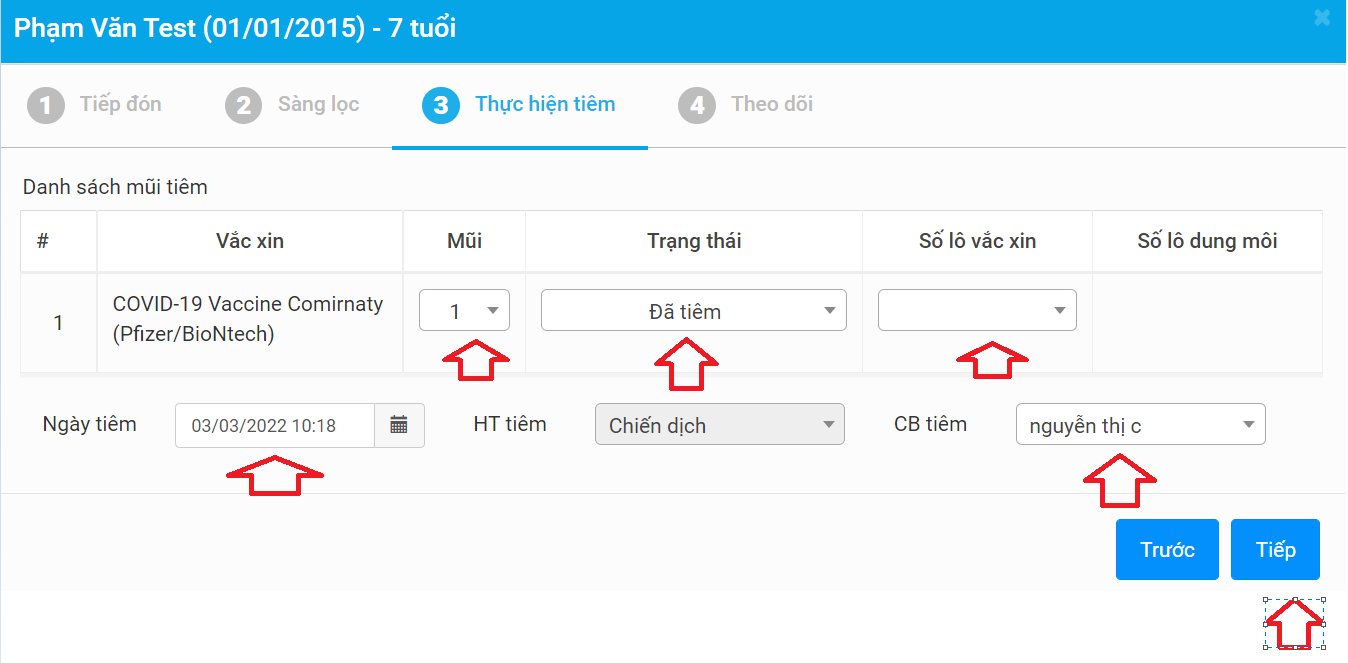 Phạm Văn Test (01/01/2015) - 7 tuổi
1 Tiếp đón 2 Sàng lọc 3 Thực hiện tiêm 4 Theo dõi
Danh sách mũi tiêm
# Vắc xin Mũi Trạng thái Số lô vắc xin Số lô dung môi
1 COVID-19 Vaccine Comirnaty 1 Đã tiêm
(Pfizer/BioNtech)
Ngày tiêm 03/03/2022 10:18 HT tiêm Chiến dịch CB tiêm nguyễn thị c
Trước Tiếp